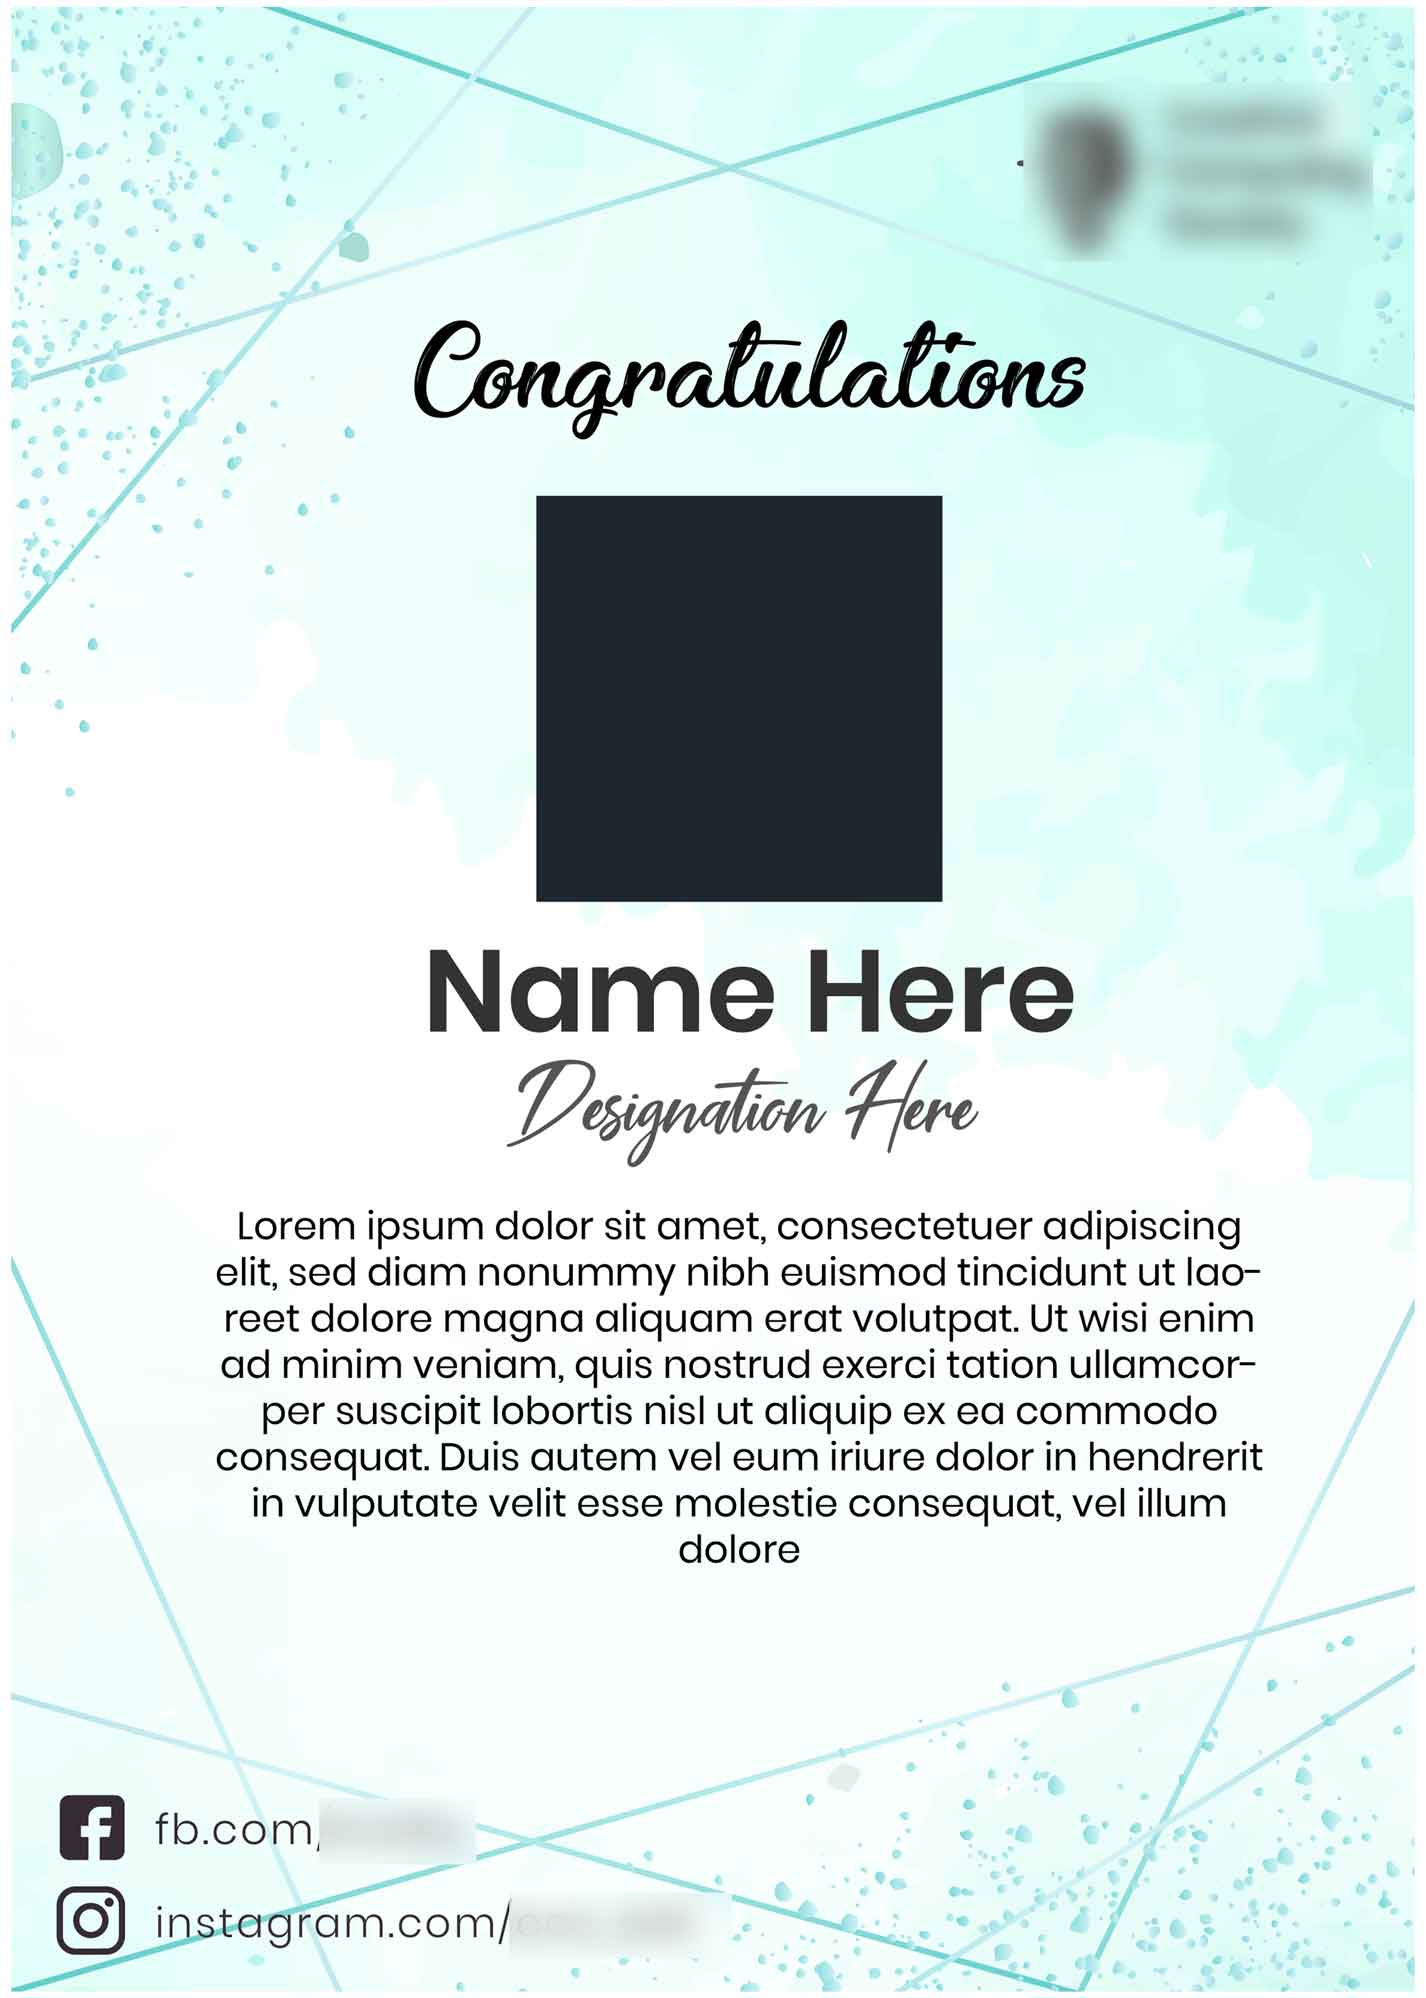 Congratulations
Name Here
Designation Here
Lorem ipsum dolor sit amet, consectetuer adipiscing
elit, sed diam nonummy nibh euismod tincidunt ut lao-
reet dolore magna aliquam erat volutpat. Ut wisi enim
ad minim veniam, quis nostrud exerci tation ullamcor-
per suscipit lobortis nisl ut aliquip ex ea commodo
consequat. Duis autem vel eum iriure dolor in hendrerit
in vulputate velit esse molestie consequat, vel illum
dolore
fb.com/
instagram.com/